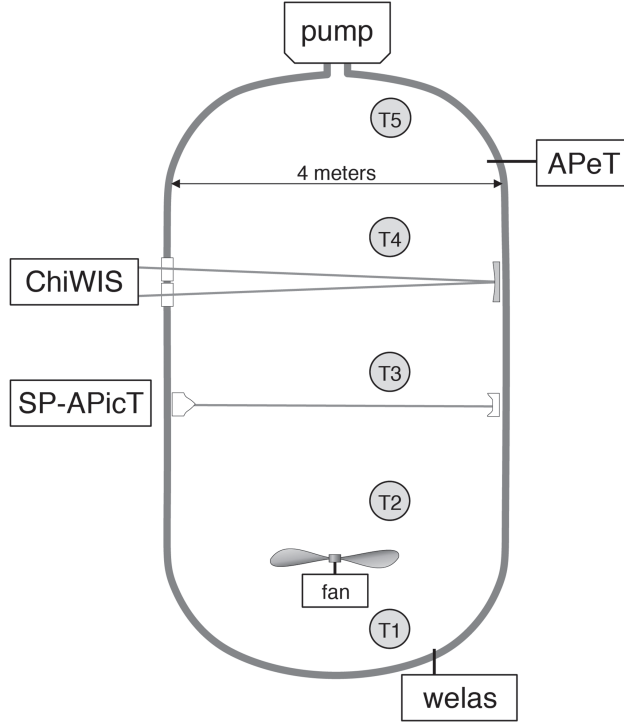 pump
T5
APeT
4 meters
T4
ChiWIS
T3
SP-APicT
T2
fan
T1
welas